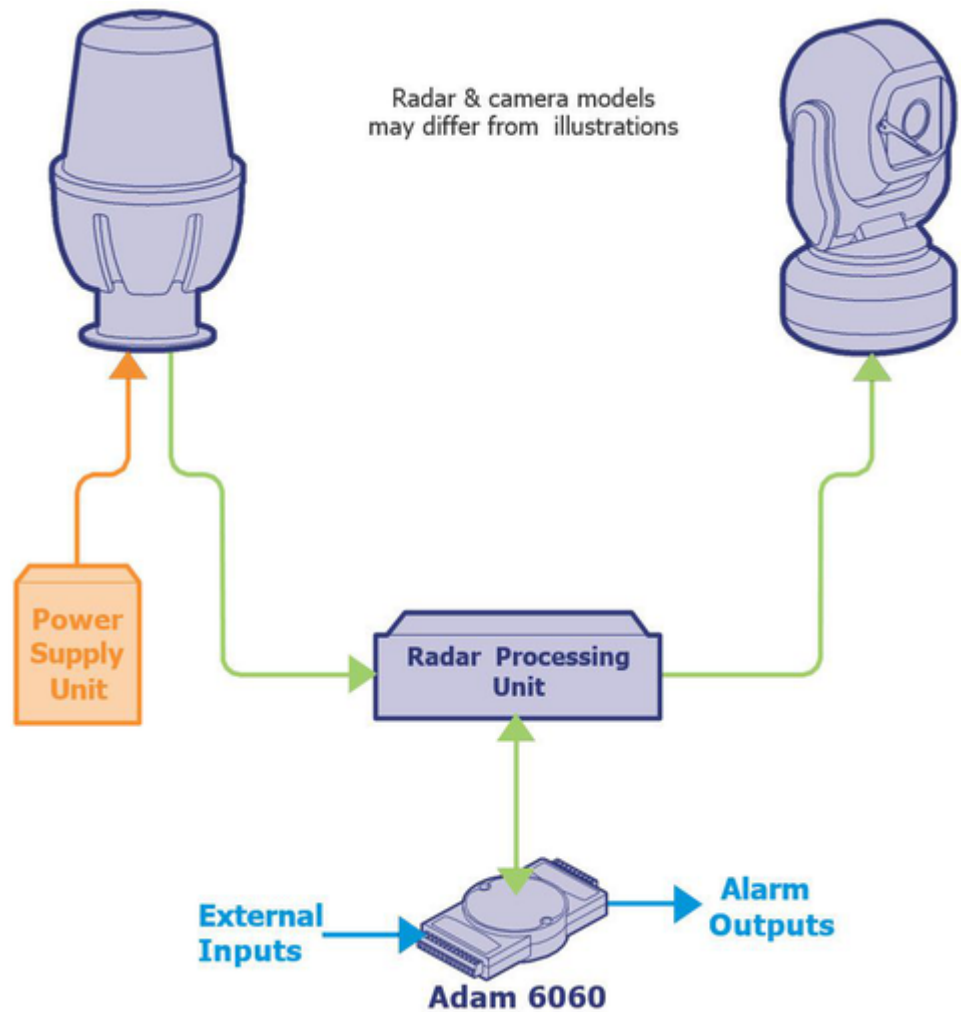 Radar & camera models
may differ from illustrations
Power
Supply
Unit
Radar Processing
Unit
External
Inputs
Alarm
Outputs
Adam 6060